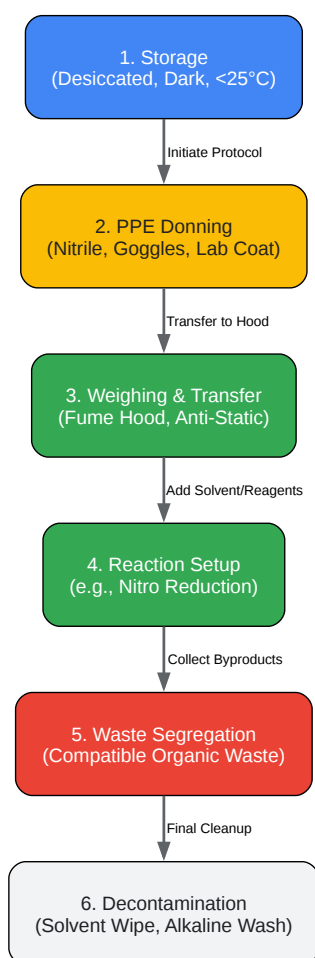 1. Storage
(Desiccated, Dark, <25°C)
Initiate Protocol
2. PPE Donning
(Nitrile, Goggles, Lab Coat)
Transfer to Hood
3. Weighing & Transfer
(Fume Hood, Anti-Static)
Add Solvent/Reagents
4. Reaction Setup
(e.g., Nitro Reduction)
Collect Byproducts
5. Waste Segregation
(Compatible Organic Waste)
Final Cleanup
6. Decontamination
(Solvent Wipe, Alkaline Wash)